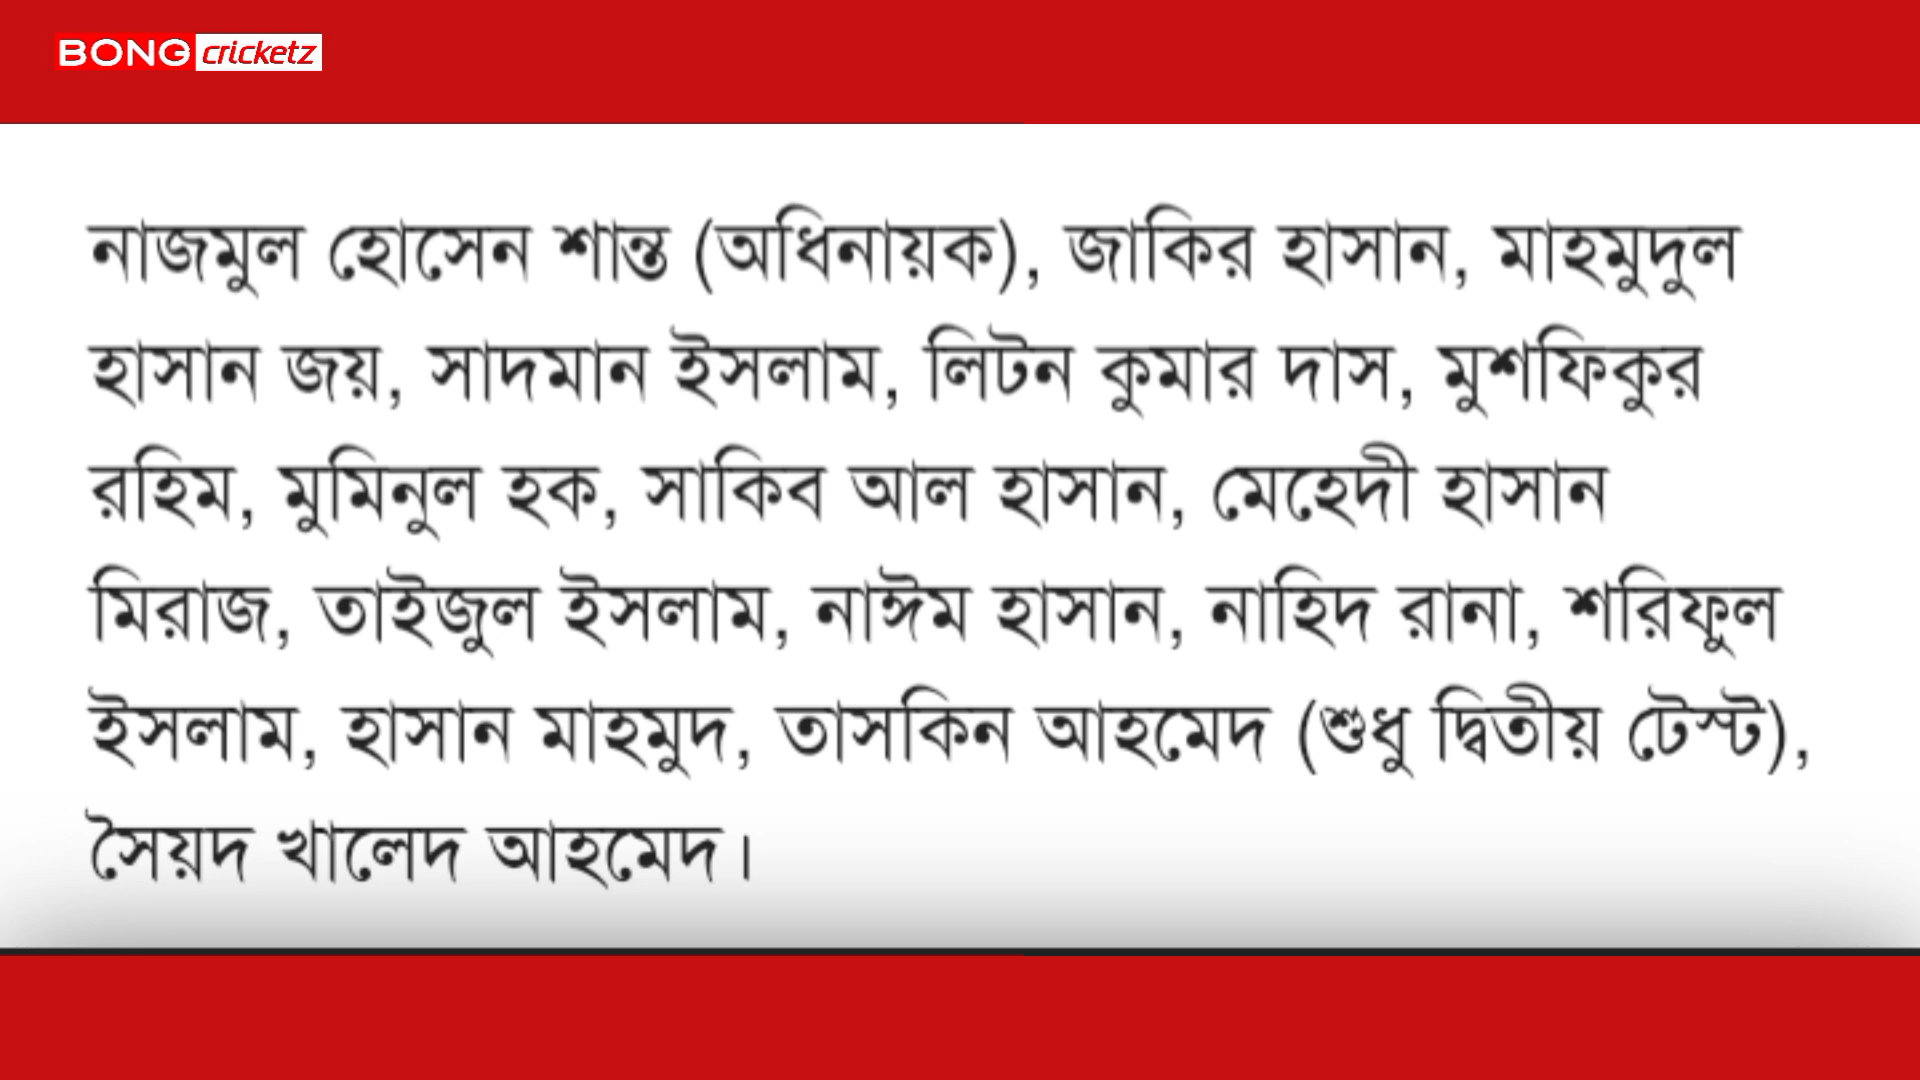 BONG cricketz
নাজমুল হোসেন শান্ত (অধিনায়ক), জাকির হাসান, মাহমুদুল
হাসান জয়, সাদমান ইসলাম, লিটন কুমার দাস, মুশফিকুর
রহিম, মুমিনুল হক, সাকিব আল হাসান, মেহেদী হাসান
মিরাজ, তাইজুল ইসলাম, নাঈম হাসান, নাহিদ রানা, শরিফুল
ইসলাম, হাসান মাহমুদ, তাসকিন আহমেদ (শুধু দ্বিতীয় টেস্ট),
সৈয়দ খালেদ আহমেদ।